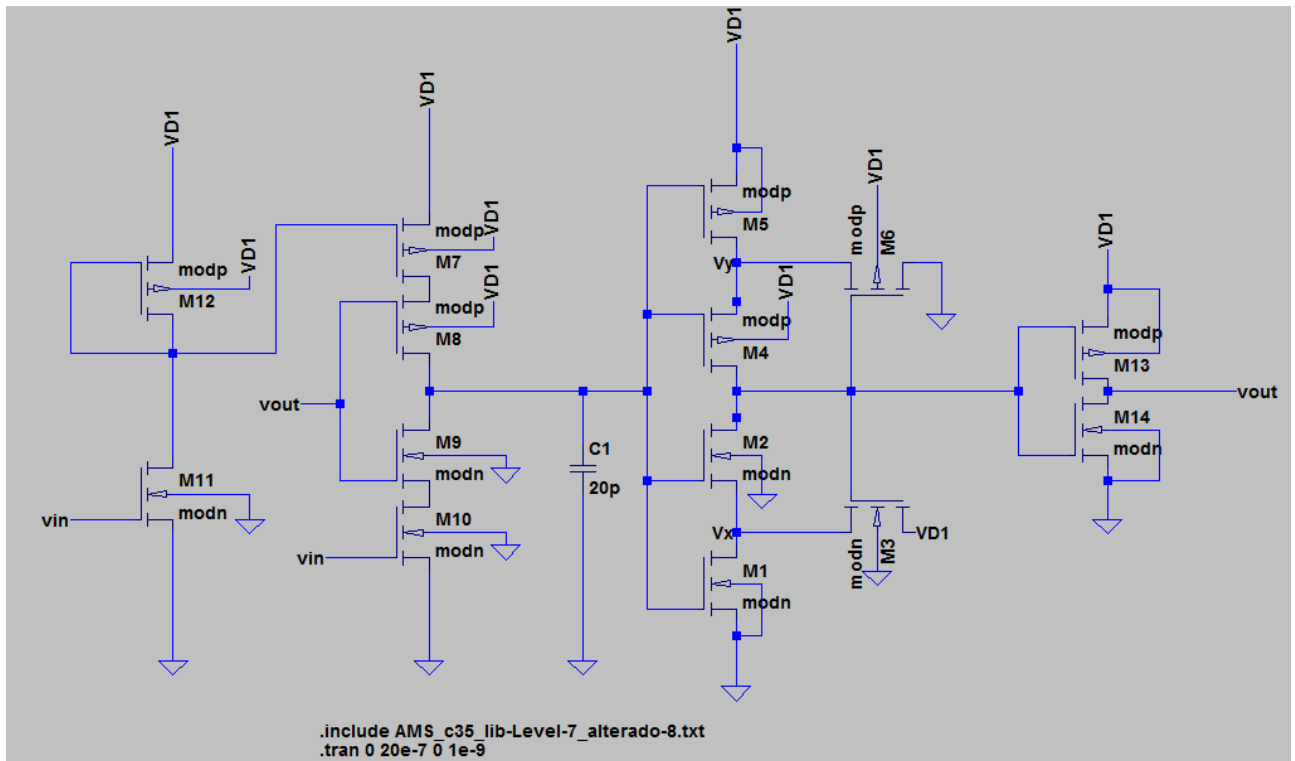 VD1
VD1
VD1
modp
M12
VD1
modn
M11
vin
modp
M7
VD1
modp
M8
VD1
vout
M9
modn
M10
modn
vin
C1
20p
modp
M5
Vy
modp
M4
VD1
M2
modn
Vx
M1
modn
modp
M6
VD1
modn
M3
VD1
VD1
modp
M13
M14
modn
vout
.include AMS_c35_lib-Level-7_alterado-8.txt
.tran 0 20e-7 0 1e-9